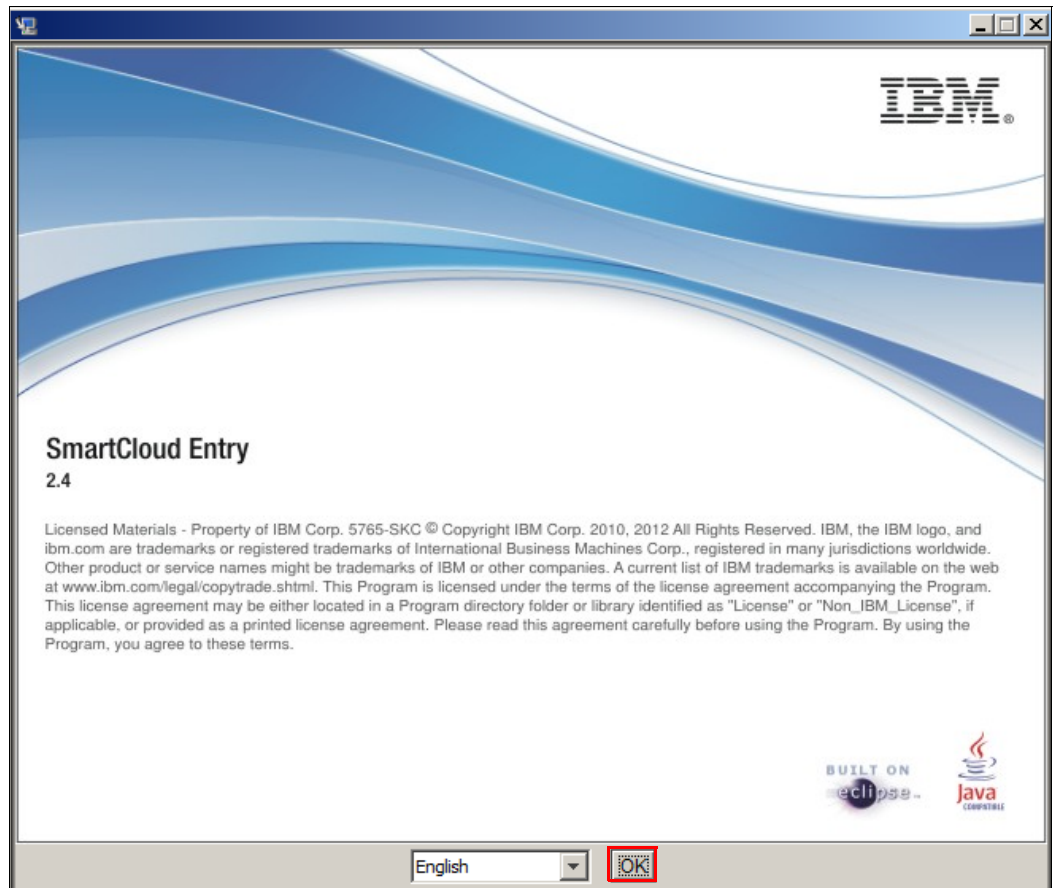 IBM®
SmartCloud Entry
2.4
Licensed Materials - Property of IBM Corp. 5765-SKC © Copyright IBM Corp. 2010, 2012 All Rights Reserved. IBM, the IBM logo, and
ibm.com are trademarks or registered trademarks of International Business Machines Corp., registered in many jurisdictions worldwide.
Other product or service names might be trademarks of IBM or other companies. A current list of IBM trademarks is available on the web
at www.ibm.com/legal/copytrade.shtml. This Program is licensed under the terms of the license agreement accompanying the Program.
This license agreement may be either located in a Program directory folder or library identified as "License" or "Non_IBM_License", if
applicable, or provided as a printed license agreement. Please read this agreement carefully before using the Program. By using the
Program, you agree to these terms.
BUILT ON
eclipse™
Java
COMPATIBLE
English
OK